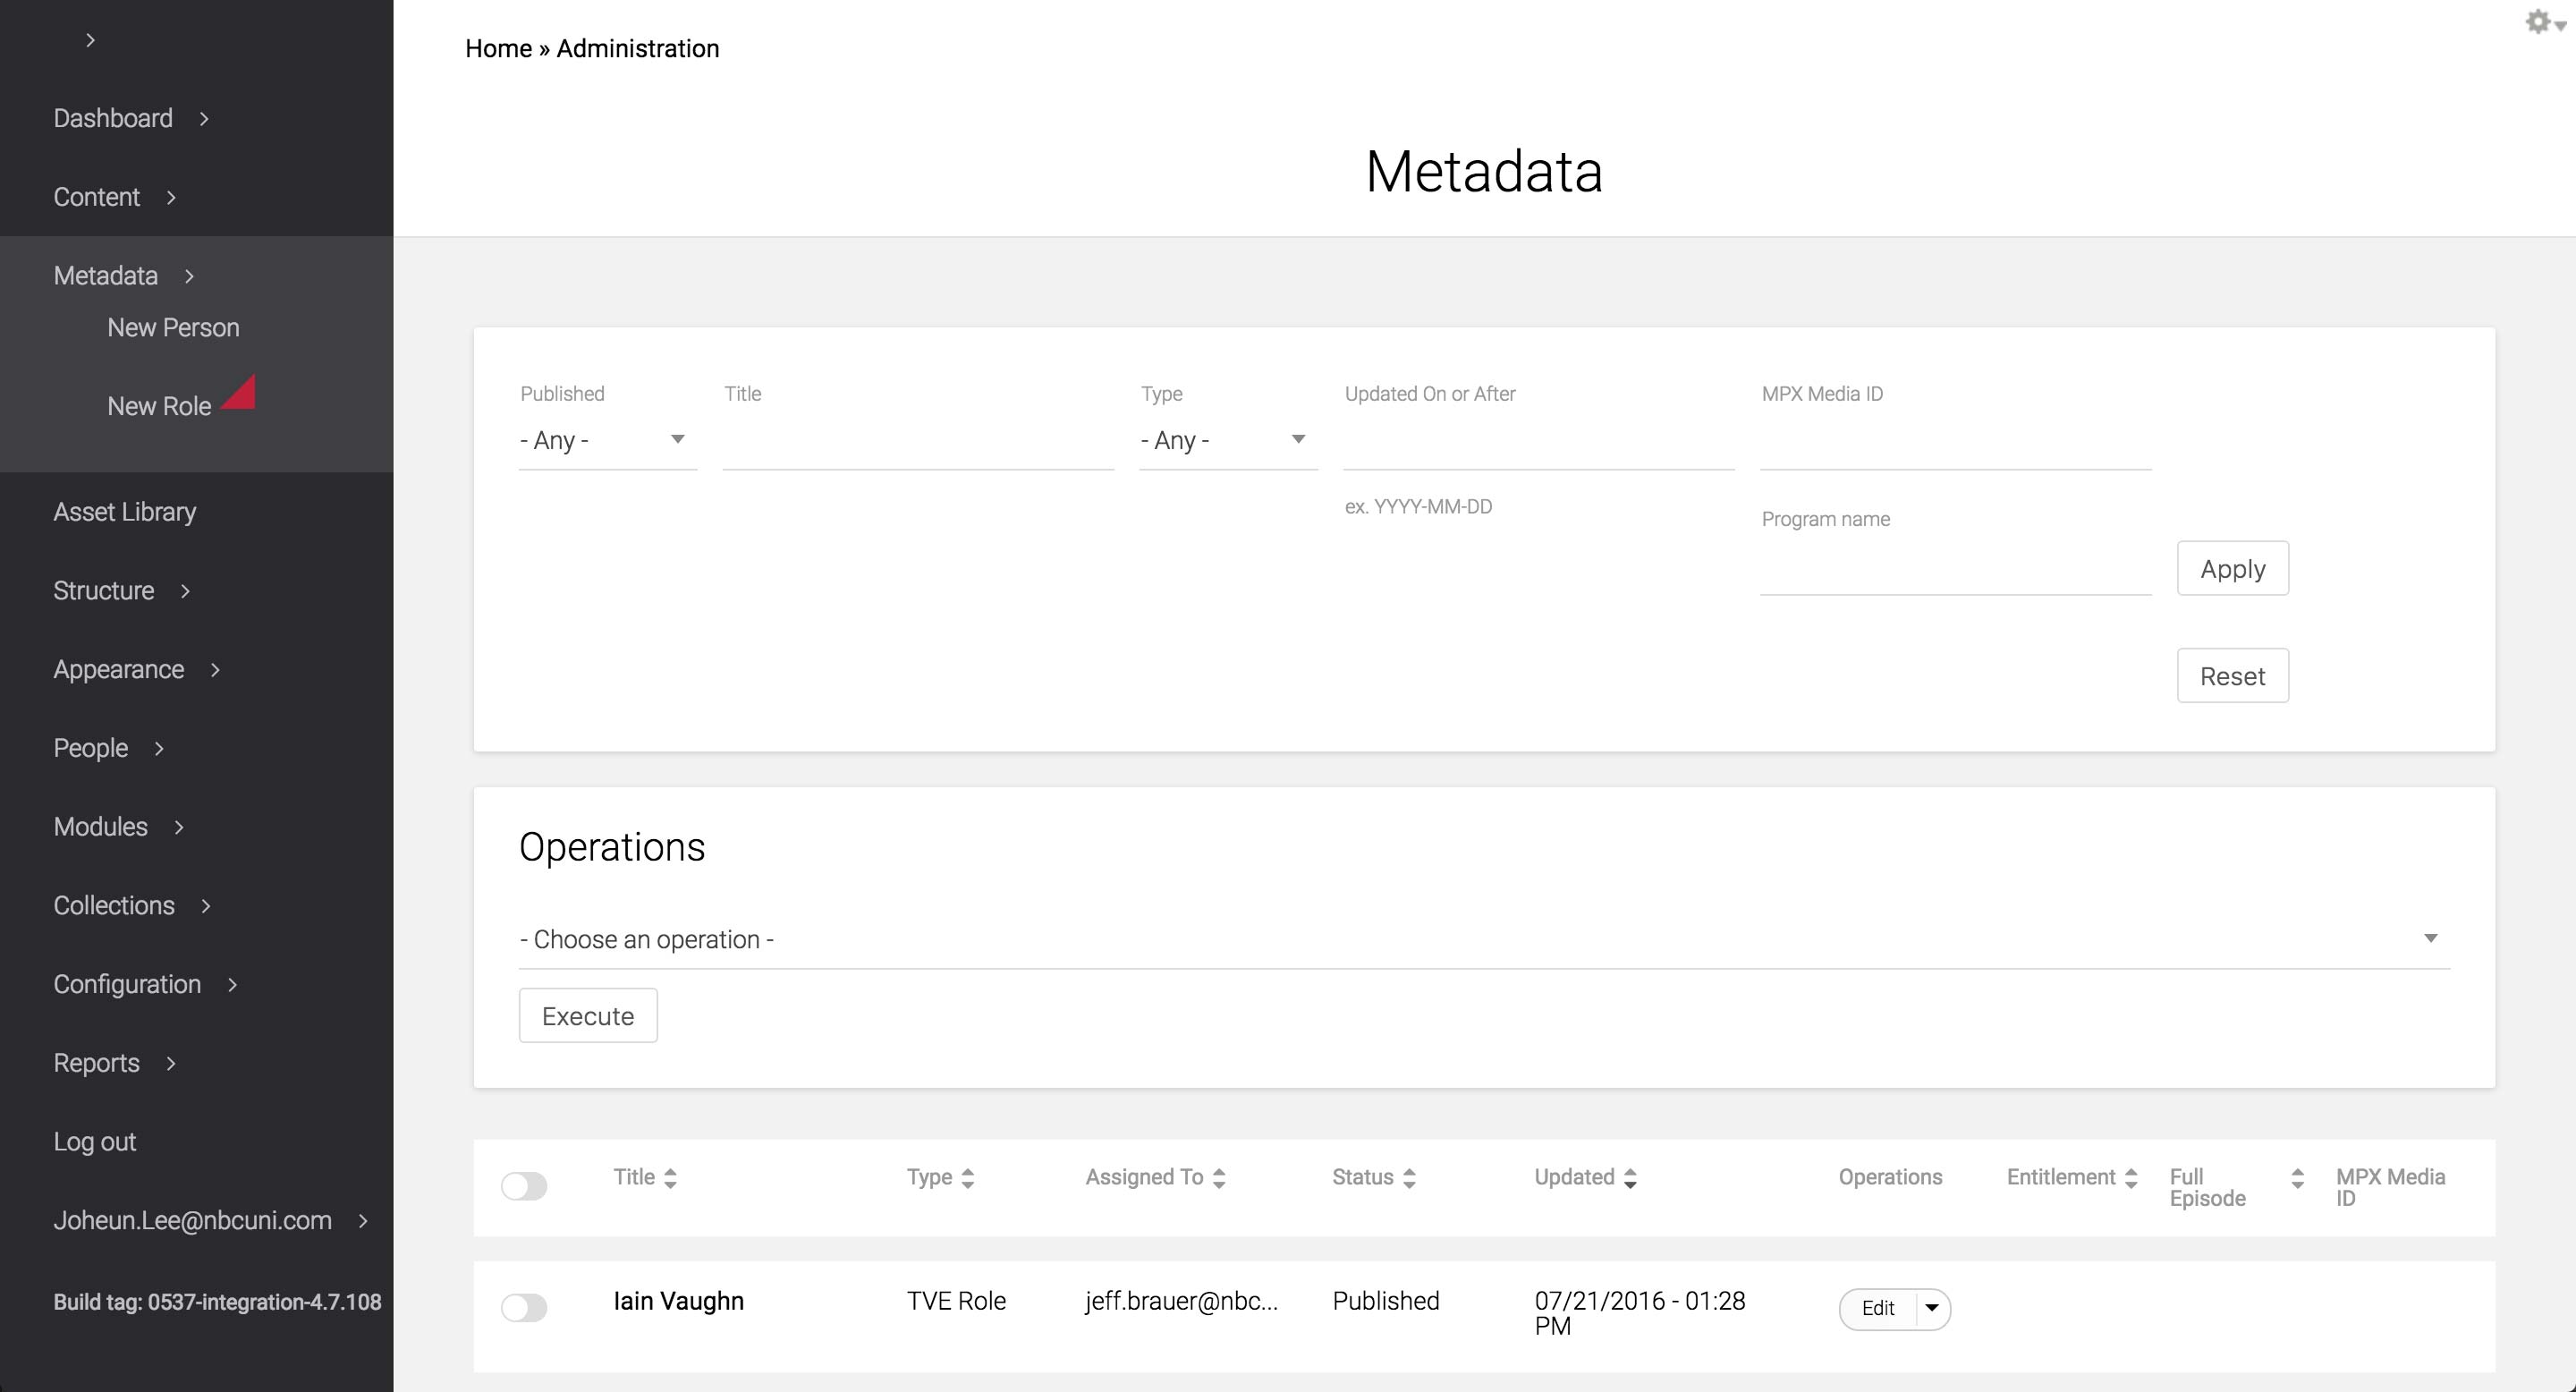 Dashboard
Content
Metadata
New Person
New Role
Asset Library
Structure
Appearance
People
Modules
Collections
Configuration
Reports
Log out
Joheun.Lee@nbcuni.com
Build tag: 0537-integration-4.7.108
Home » Administration
Metadata
Published
- Any -
Title
Type
- Any -
Updated On or After
ex. YYYY-MM-DD
MPX Media ID
Program name
Apply
Reset
Operations
- Choose an operation -
Execute
Title Type Assigned To Status Updated Operations Entitlement Full Episode MPX Media ID
Iain Vaughn TVE Role jeff.brauer@nbc... Published 07/21/2016 - 01:28 PM Edit